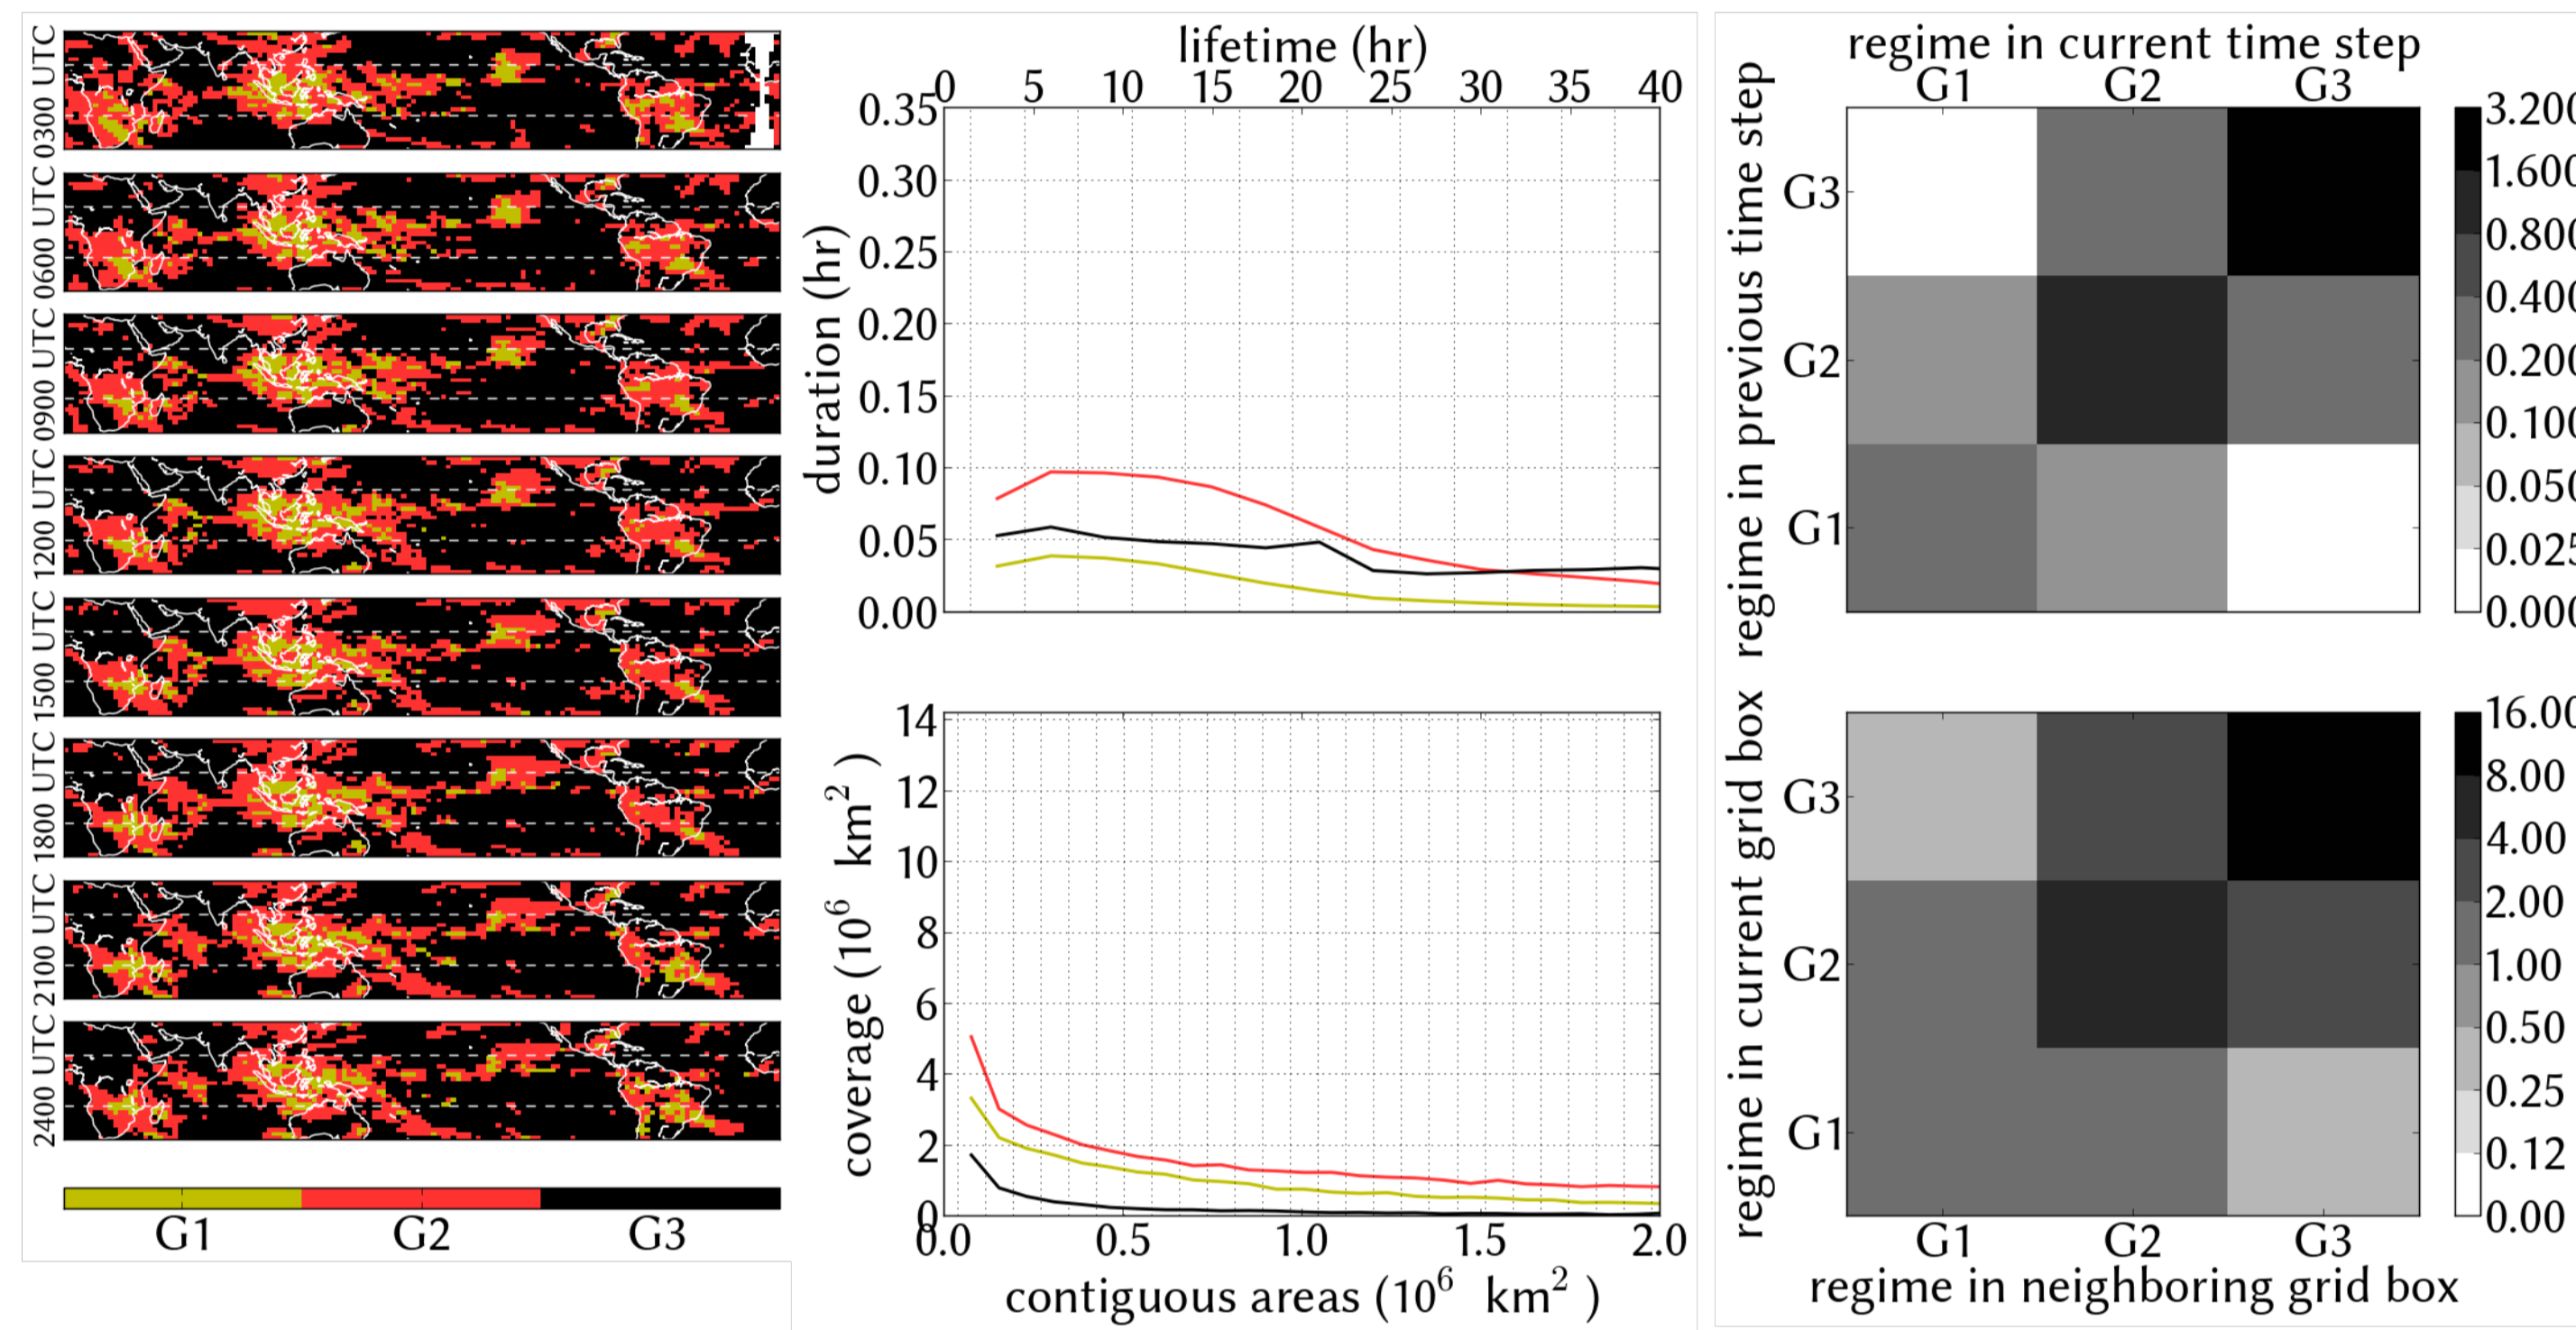 0300 UTC
0600 UTC
0900 UTC
1200 UTC
1500 UTC
1800 UTC
2100 UTC
2400 UTC
G1 G2 G3
lifetime (hr)
0 5 10 15 20 25 30 35 40
duration (hr)
0.35
0.30
0.25
0.20
0.15
0.10
0.05
0.00
coverage (10⁶ km²)
14
12
10
8
6
4
2
0
0.0 0.5 1.0 1.5 2.0
contiguous areas (10⁶ km²)
regime in current time step
G1 G2 G3
regime in previous time step
G3
G2
G1
3.200
1.600
0.800
0.400
0.200
0.100
0.050
0.025
0.000
regime in current grid box
G3
G2
G1
16.00
8.00
4.00
2.00
1.00
0.50
0.25
0.12
0.00
G1 G2 G3
regime in neighboring grid box